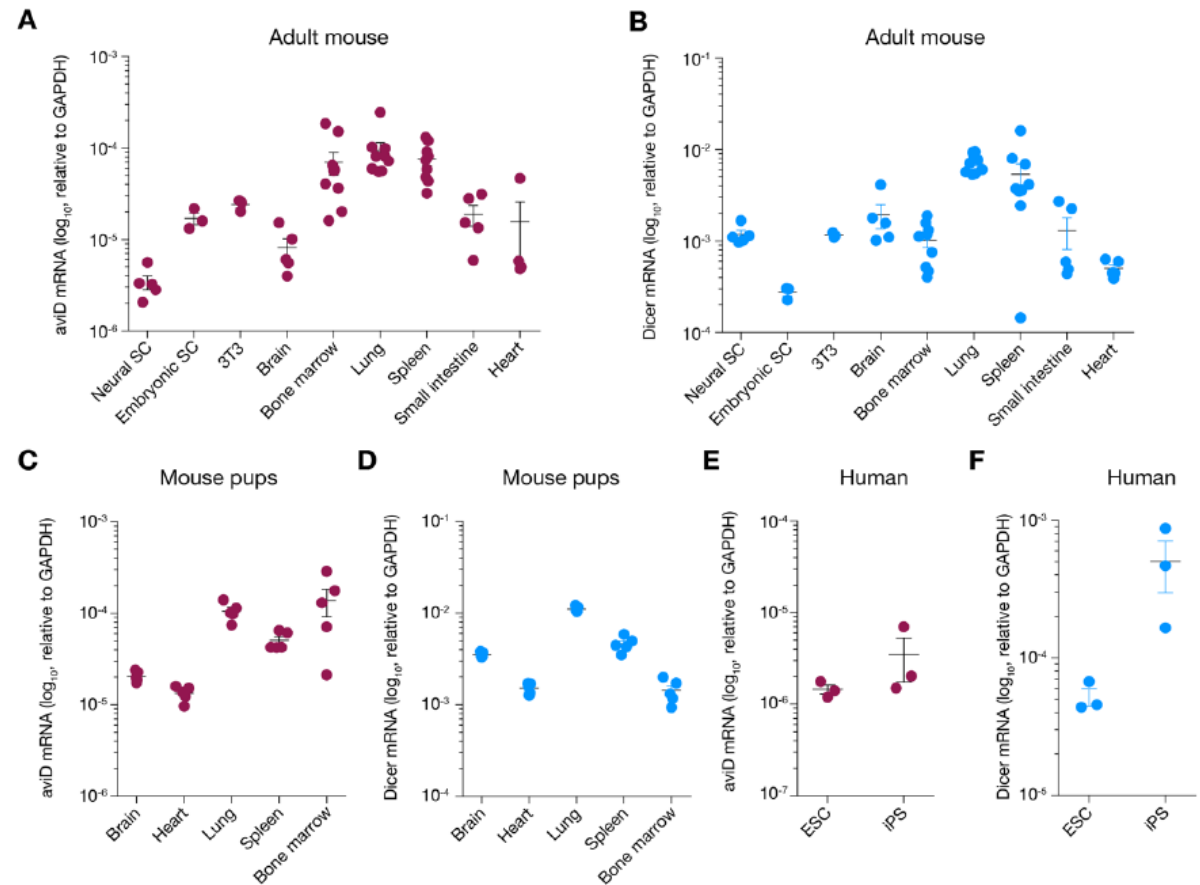 A
Adult mouse
aviD mRNA (log10, relative to GAPDH)
10-3
10-4
10-5
10-6
Neural SC
Embryonic SC
3T3
Brain
Bone marrow
Lung
Spleen
Small intestine
Heart
B
Adult mouse
Dicer mRNA (log10, relative to GAPDH)
10-1
10-2
10-3
10-4
Neural SC
Embryonic SC
3T3
Brain
Bone marrow
Lung
Spleen
Small intestine
Heart
C
Mouse pups
aviD mRNA (log10, relative to GAPDH)
10-3
10-4
10-5
10-6
Brain
Heart
Lung
Spleen
Bone marrow
D
Mouse pups
Dicer mRNA (log10, relative to GAPDH)
10-1
10-2
10-3
10-4
Brain
Heart
Lung
Spleen
Bone marrow
E
Human
aviD mRNA (log10, relative to GAPDH)
10-4
10-5
10-6
10-7
ESC
iPS
F
Human
Dicer mRNA (log10, relative to GAPDH)
10-3
10-4
10-5
ESC
iPS